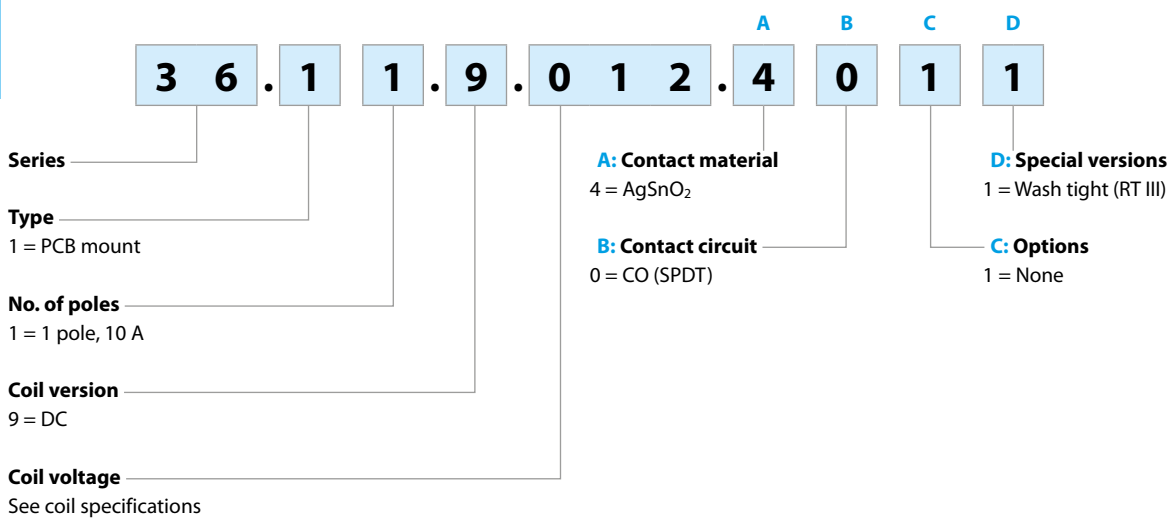 A B C D
3 6 . 1 1 . 9 . 0 1 2 . 4 0 1 1
Series
Type
1 = PCB mount
No. of poles
1 = 1 pole, 10 A
Coil version
9 = DC
Coil voltage
See coil specifications
A: Contact material
4 = AgSnO₂
B: Contact circuit
0 = CO (SPDT)
D: Special versions
1 = Wash tight (RT III)
C: Options
1 = None